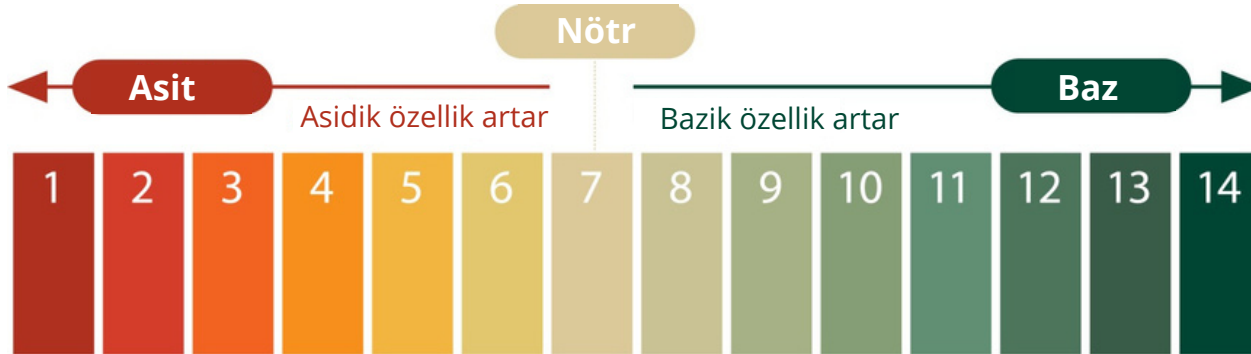 Nötr
Asit
Baz
Asidik özellik artar
Bazik özellik artar
1 2 3 4 5 6 7 8 9 10 11 12 13 14